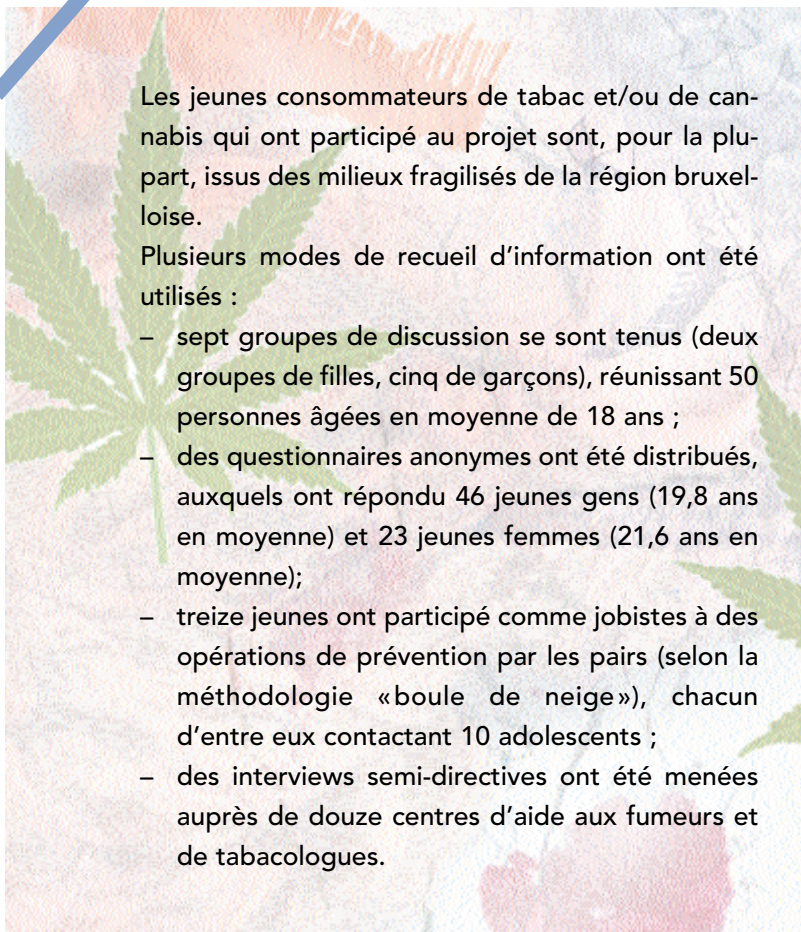 Les jeunes consommateurs de tabac et/ou de can-
nabis qui ont participé au projet sont, pour la plu-
part, issus des milieux fragilisés de la région bruxel-
loise.
Plusieurs modes de recueil d’information ont été
utilisés :
– sept groupes de discussion se sont tenus (deux
groupes de filles, cinq de garçons), réunissant 50
personnes âgées en moyenne de 18 ans ;
– des questionnaires anonymes ont été distribués,
auxquels ont répondu 46 jeunes gens (19,8 ans
en moyenne) et 23 jeunes femmes (21,6 ans en
moyenne);
– treize jeunes ont participé comme jobistes à des
opérations de prévention par les pairs (selon la
méthodologie «boule de neige»), chacun
d’entre eux contactant 10 adolescents ;
– des interviews semi-directives ont été menées
auprès de douze centres d’aide aux fumeurs et
de tabacologues.